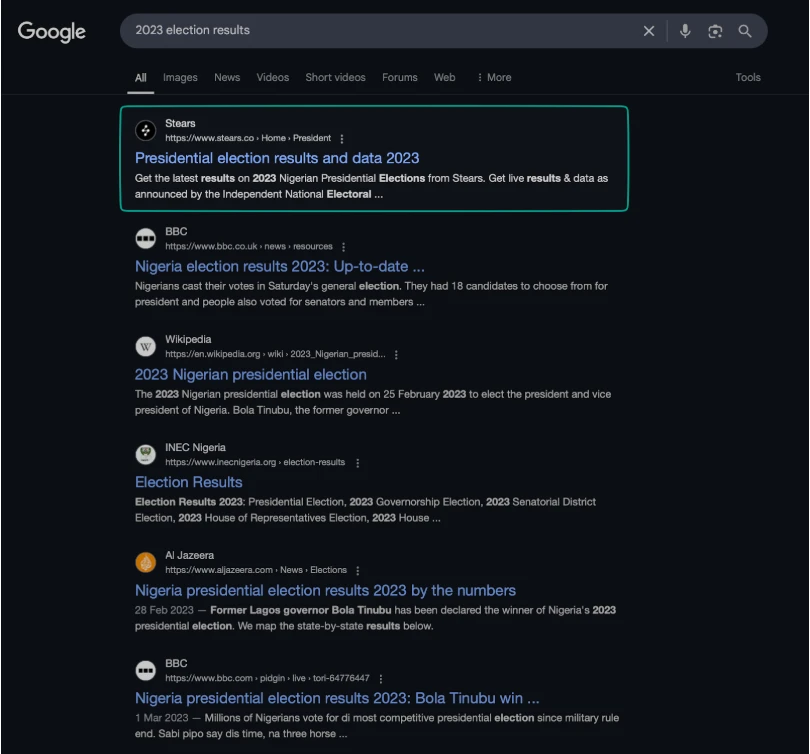 Google
2023 election results
All Images News Videos Short videos Forums Web More Tools
Stears
https://www.stears.co › Home › President
Presidential election results and data 2023
Get the latest results on 2023 Nigerian Presidential Elections from Stears. Get live results & data as
announced by the Independent National Electoral ...
BBC
https://www.bbc.co.uk › news › resources
Nigeria election results 2023: Up-to-date ...
Nigerians cast their votes in Saturday's general election. They had 18 candidates to choose from for
president and people also voted for senators and members ...
W
Wikipedia
https://en.wikipedia.org › wiki › 2023_Nigerian_presid...
2023 Nigerian presidential election
The 2023 Nigerian presidential election was held on 25 February 2023 to elect the president and vice
president of Nigeria. Bola Tinubu, the former governor ...
INEC Nigeria
https://www.inecnigeria.org › election-results
Election Results
Election Results 2023: Presidential Election, 2023 Governorship Election, 2023 Senatorial District
Election, 2023 House of Representatives Election, 2023 House ...
Al Jazeera
https://www.aljazeera.com › News › Elections
Nigeria presidential election results 2023 by the numbers
28 Feb 2023 — Former Lagos governor Bola Tinubu has been declared the winner of Nigeria's 2023
presidential election. We map the state-by-state results below.
BBC
https://www.bbc.com › pidgin › live › tori-64776447
Nigeria presidential election results 2023: Bola Tinubu win ...
1 Mar 2023 — Millions of Nigerians vote for di most competitive presidential election since military rule
end. Sabi pipo say dis time, na three horse ...